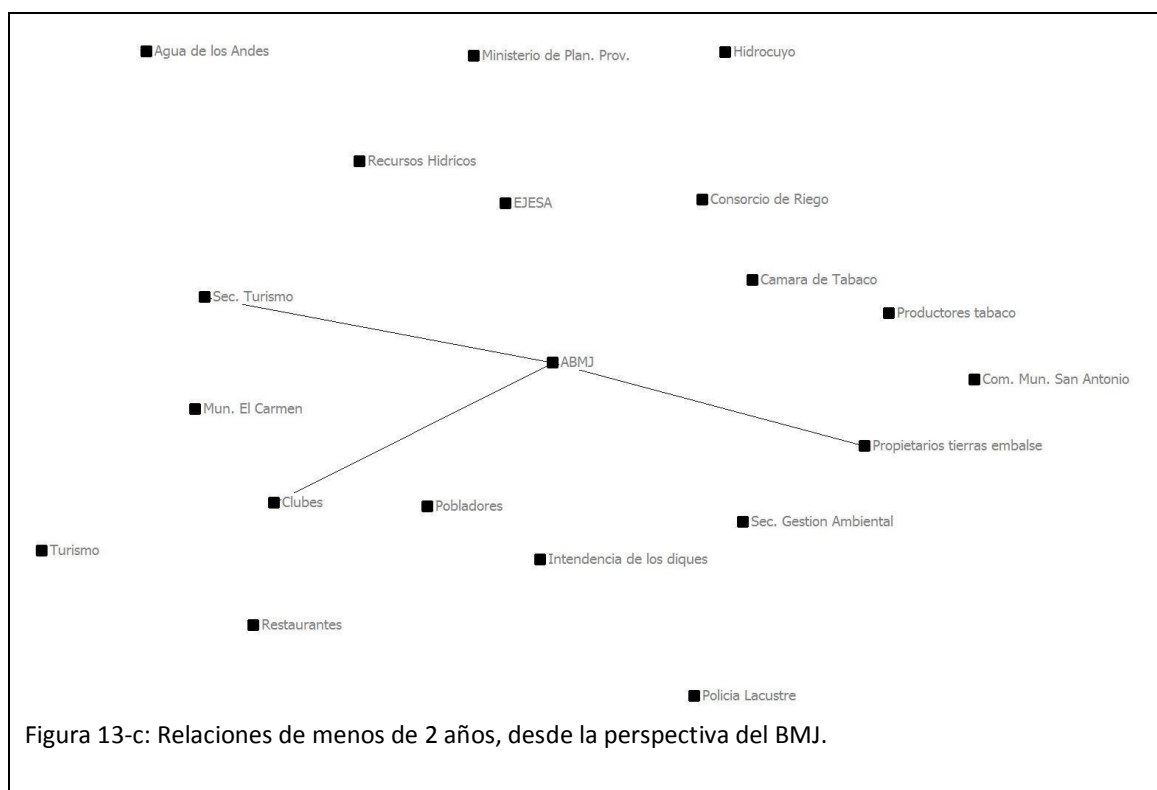 Agua de los Andes
Ministerio de Plan. Prov.
Hidrocuyo
Recursos Hidricos
EJESA
Consorcio de Riego
Camara de Tabaco
Sec. Turismo
Productores tabaco
ABMJ
Com. Mun. San Antonio
Mun. El Carmen
Propietarios tierras embalse
Clubes
Pobladores
Sec. Gestion Ambiental
Turismo
Intendencia de los diques
Restaurantes
Policia Lacustre
Figura 13-c: Relaciones de menos de 2 años, desde la perspectiva del BMJ.